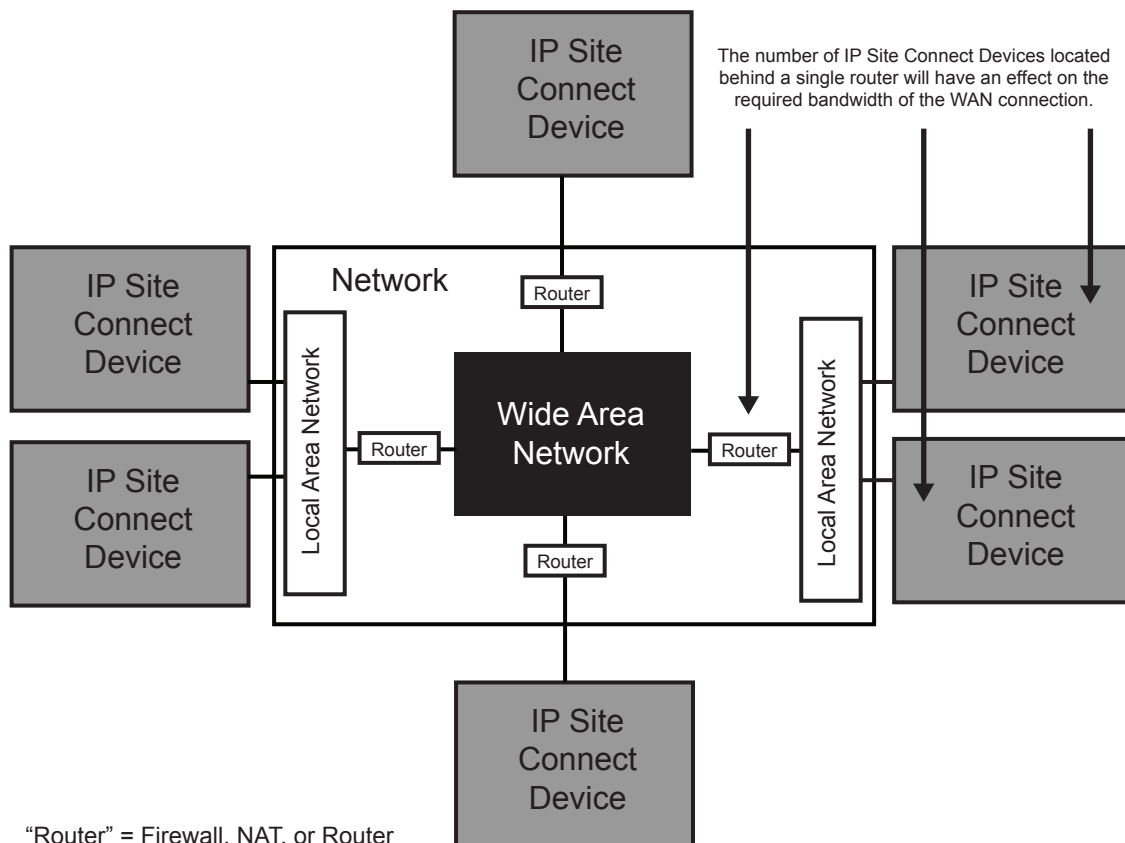 IP Site
Connect
Device
The number of IP Site Connect Devices located
behind a single router will have an effect on the
required bandwidth of the WAN connection.
IP Site
Connect
Device
Network
Router
IP Site
Connect
Device
Local Area Network
Wide Area
Network
Local Area Network
Router
Router
IP Site
Connect
Device
IP Site
Connect
Device
Router
IP Site
Connect
Device
“Router” = Firewall, NAT, or Router